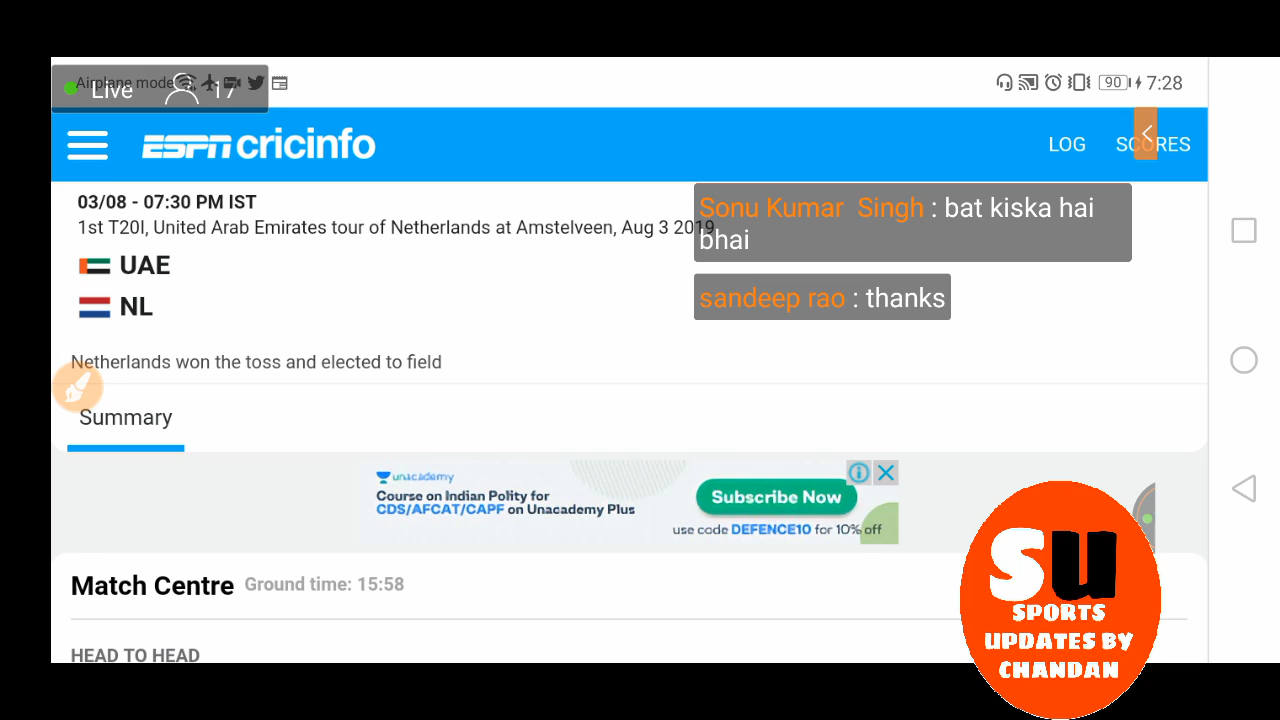 Airplane mode
Live 17
90 7:28
ESPN cricinfo
LOG SCORES
03/08 - 07:30 PM IST
1st T20I, United Arab Emirates tour of Netherlands at Amstelveen, Aug 3 2019
Sonu Kumar Singh : bat kiska hai
bhai
UAE
sandeep rao : thanks
NL
Netherlands won the toss and elected to field
Summary
unacademy
Course on Indian Polity for
CDS/AFCAT/CAPF on Unacademy Plus
Subscribe Now
use code DEFENCE10 for 10% off
Match Centre Ground time: 15:58
HEAD TO HEAD
SU
SPORTS
UPDATES BY
CHANDAN